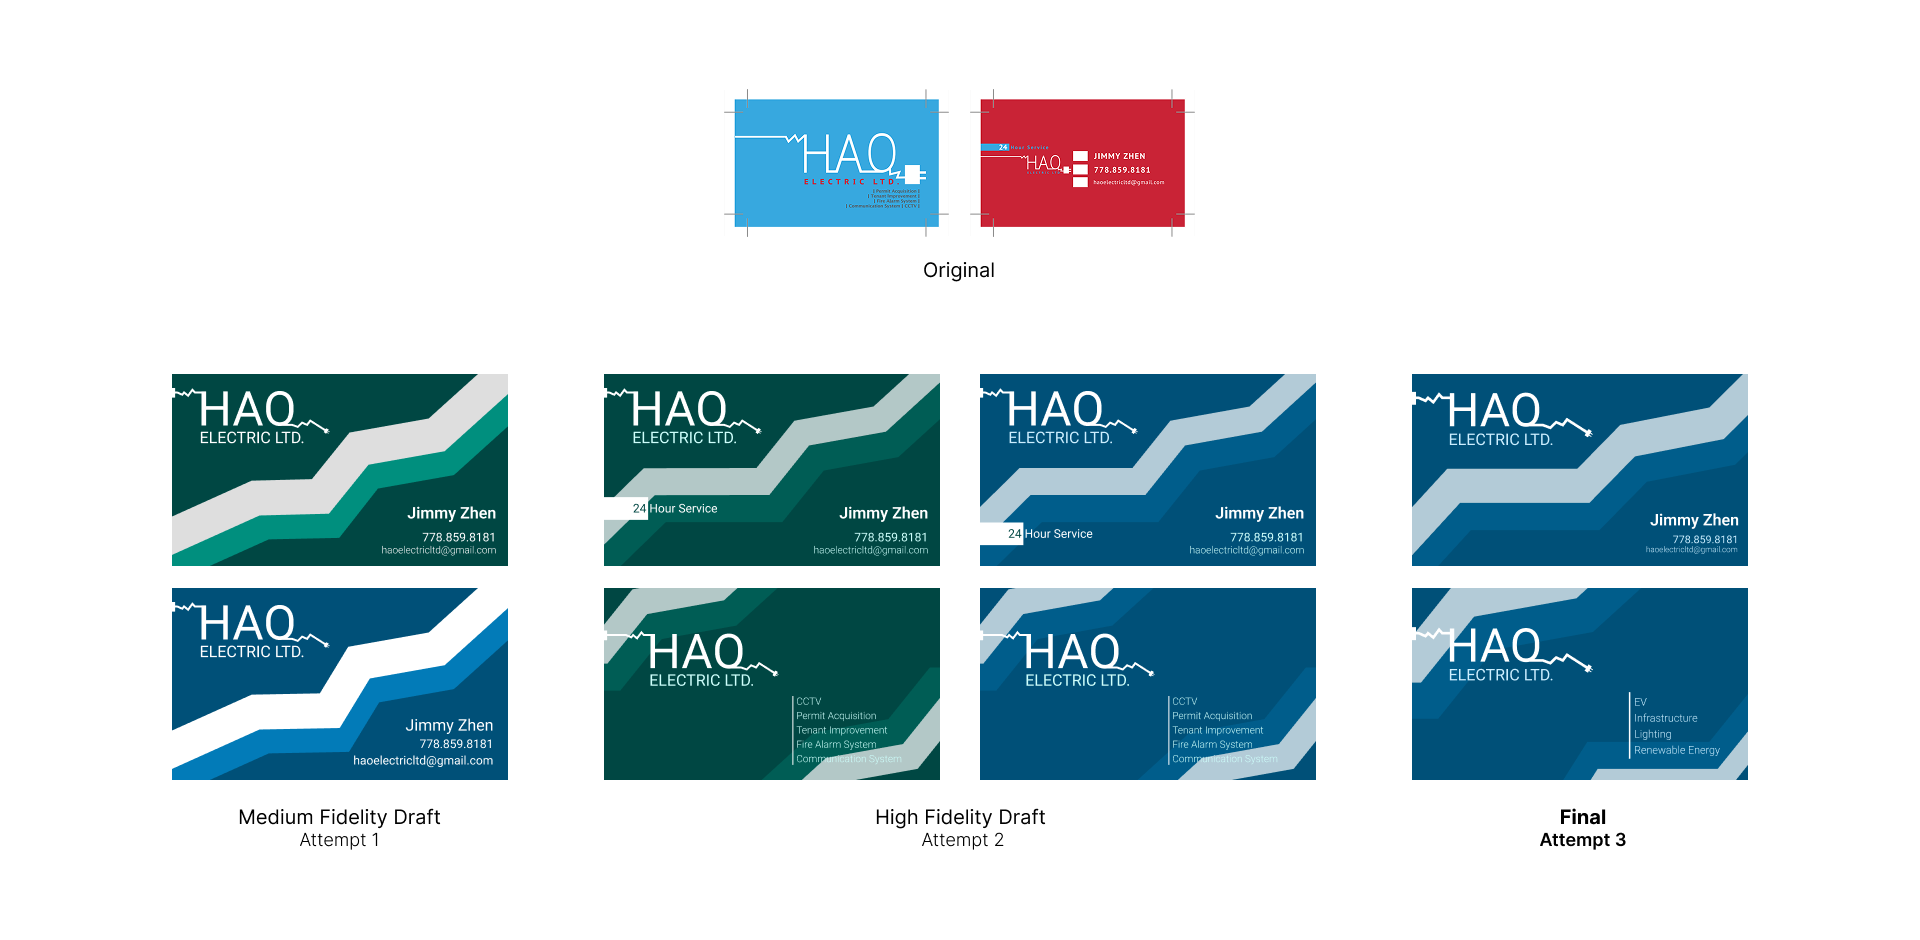 HAO
ELECTRIC LTD.
[ Permit Acquisition ]
[ Tenant Improvement ]
[ Fire Alarm System ]
[ Communication System | CCTV ]
24 Hour Service
HAO
ELECTRIC LTD.
JIMMY ZHEN
778.859.8181
haoelectricltd@gmail.com
Original
HAO
ELECTRIC LTD.
Jimmy Zhen
778.859.8181
haoelectricltd@gmail.com
HAO
ELECTRIC LTD.
Jimmy Zhen
778.859.8181
haoelectricltd@gmail.com
Medium Fidelity Draft
Attempt 1
HAO
ELECTRIC LTD.
24 Hour Service
Jimmy Zhen
778.859.8181
haoelectricltd@gmail.com
HAO
ELECTRIC LTD.
24 Hour Service
Jimmy Zhen
778.859.8181
haoelectricltd@gmail.com
HAO
ELECTRIC LTD.
CCTV
Permit Acquisition
Tenant Improvement
Fire Alarm System
Communication System
HAO
ELECTRIC LTD.
CCTV
Permit Acquisition
Tenant Improvement
Fire Alarm System
Communication System
High Fidelity Draft
Attempt 2
HAO
ELECTRIC LTD.
Jimmy Zhen
778.859.8181
haoelectricltd@gmail.com
HAO
ELECTRIC LTD.
EV
Infrastructure
Lighting
Renewable Energy
Final
Attempt 3